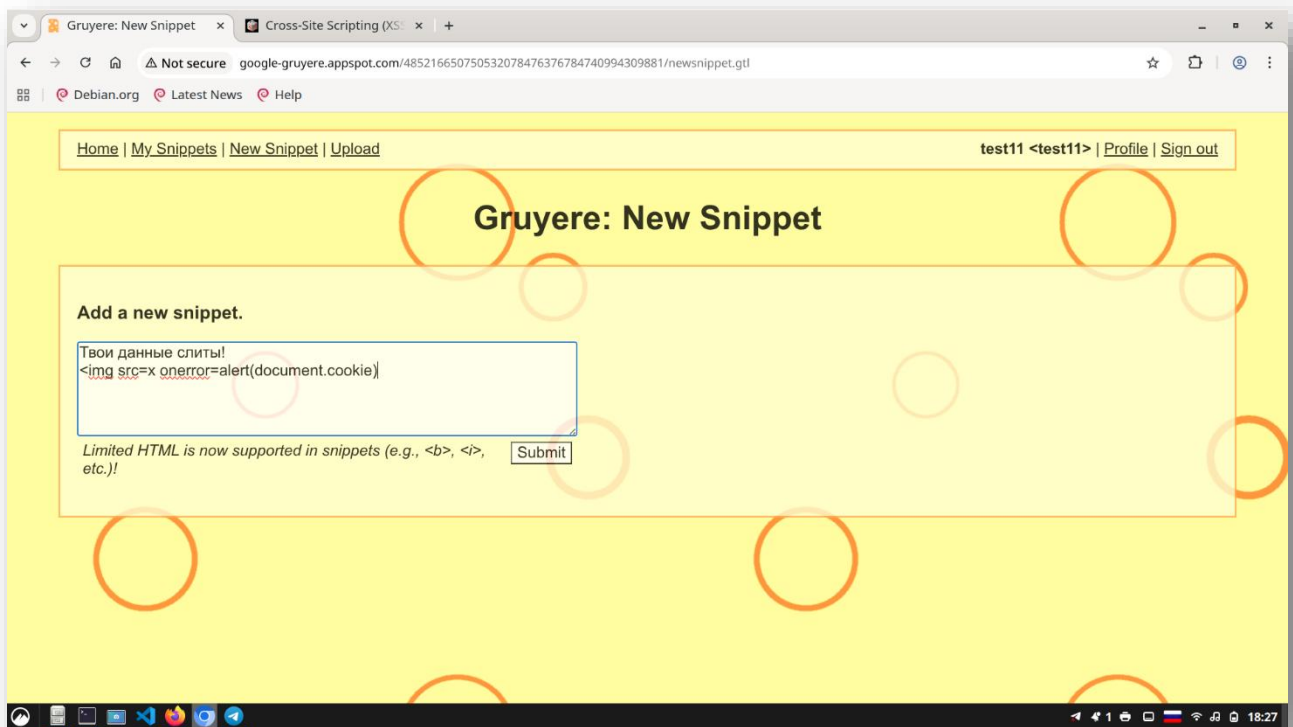 Gruyere: New Snippet
Cross-Site Scripting (XS
Not secure google-gruyere.appspot.com/485216650750532078476376784740994309881/newsnippet.gtl
Debian.org Latest News Help
Home | My Snippets | New Snippet | Upload
test11 <test11> | Profile | Sign out
Gruyere: New Snippet
Add a new snippet.
Твои данные слиты!
<img src=x onerror=alert(document.cookie)
Limited HTML is now supported in snippets (e.g., <b>, <i>,
etc.)!
Submit
1
18:27